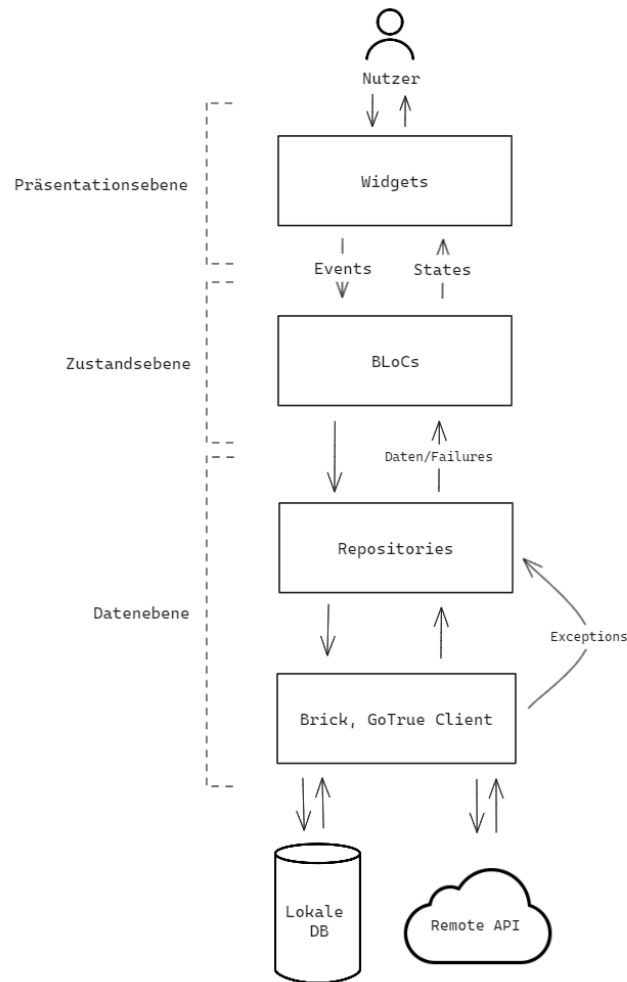 Nutzer
Präsentationsebene
Widgets
Events
States
Zustandsebene
BLoCs
Daten/Failures
Repositories
Datenebene
Exceptions
Brick, GoTrue Client
Lokale
DB
Remote API